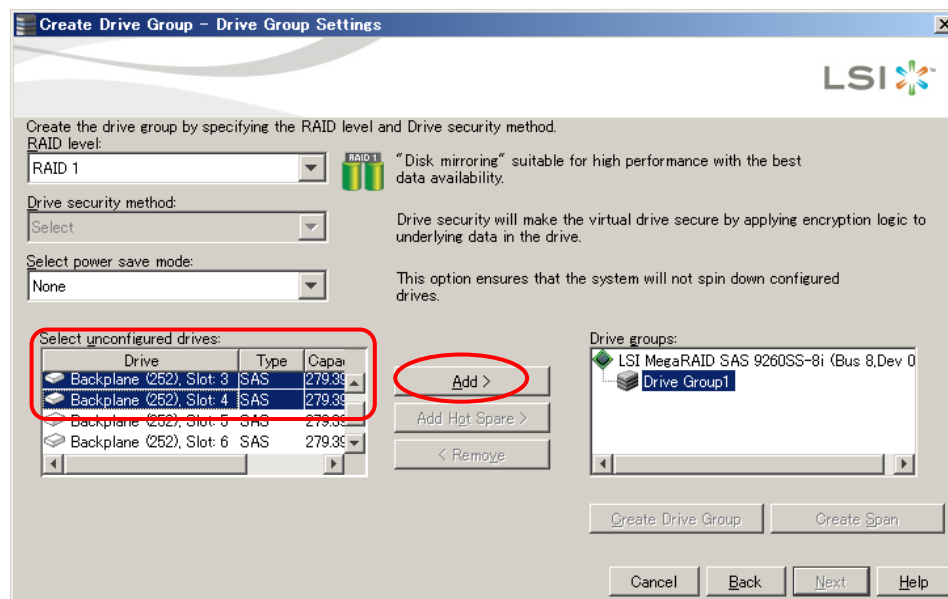 Create Drive Group - Drive Group Settings
LSI
Create the drive group by specifying the RAID level and Drive security method.
RAID level:
RAID 1
RAID 1
"Disk mirroring" suitable for high performance with the best
data availability.
Drive security method:
Select
Drive security will make the virtual drive secure by applying encryption logic to
underlying data in the drive.
Select power save mode:
None
This option ensures that the system will not spin down configured
drives.
Select unconfigured drives:
Drive Type Capa
Backplane (252), Slot: 3 SAS 279.39
Backplane (252), Slot: 4 SAS 279.39
Backplane (252), Slot: 5 SAS 279.39
Backplane (252), Slot: 6 SAS 279.39
Add >
Add Hot Spare >
< Remove
Drive groups:
LSI MegaRAID SAS 9260SS-8i (Bus 8,Dev 0
Drive Group1
Create Drive Group
Create Span
Cancel
Back
Next
Help